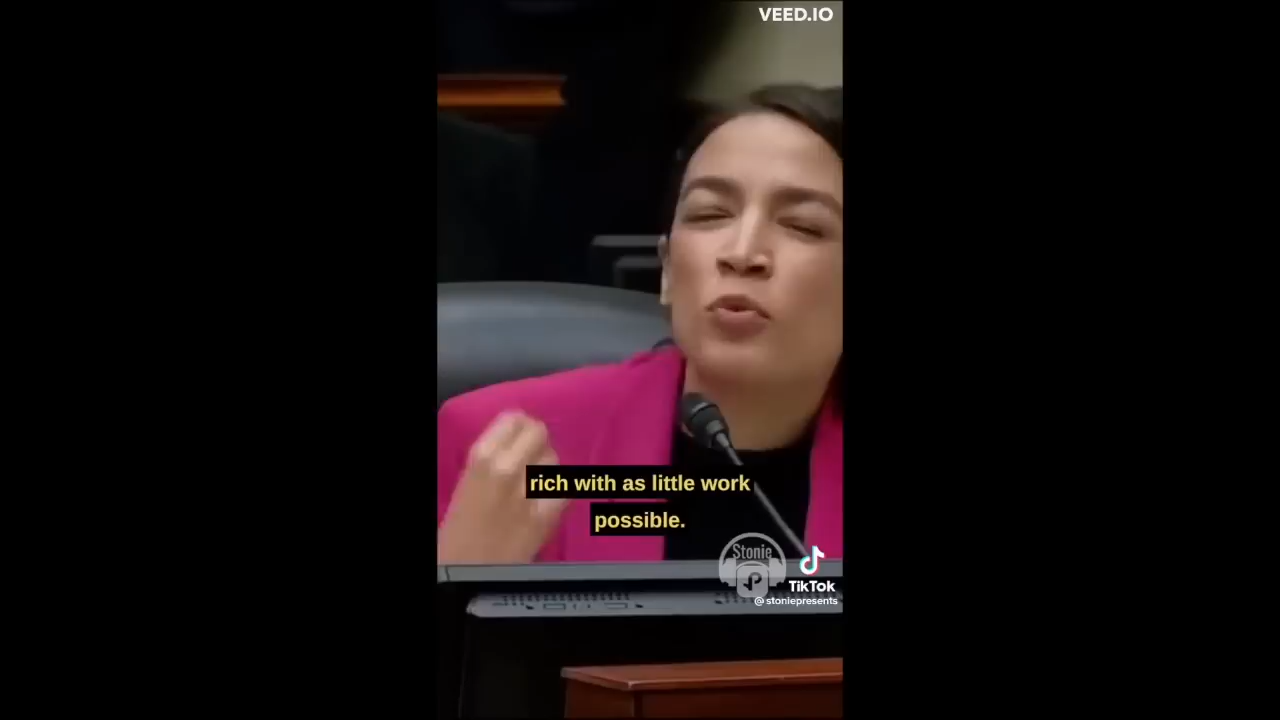 VEED.IO
rich with as little work
possible.
Stonie
P
TikTok
@stoniepresents